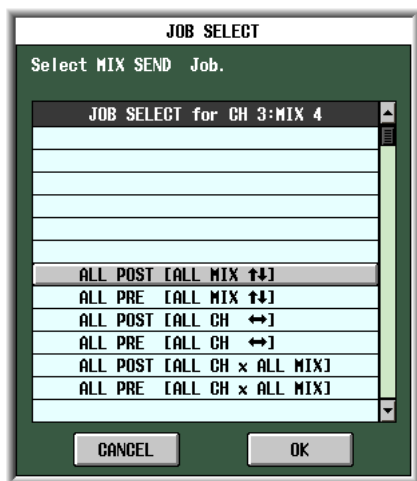 JOB SELECT
Select MIX SEND Job.
JOB SELECT for CH 3:MIX 4
ALL POST [ALL MIX ↑↓]
ALL PRE [ALL MIX ↑↓]
ALL POST [ALL CH ↔]
ALL PRE [ALL CH ↔]
ALL POST [ALL CH x ALL MIX]
ALL PRE [ALL CH x ALL MIX]
CANCEL OK